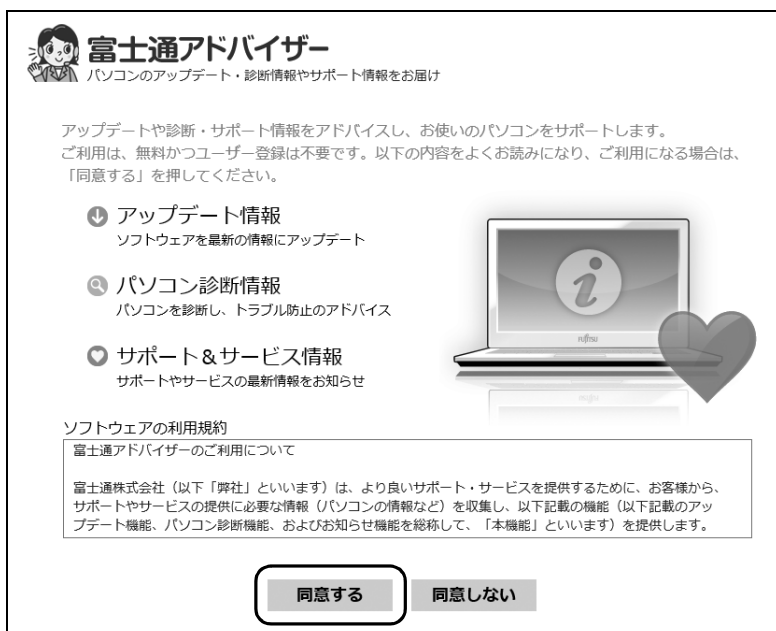 富士通アドバイザー
パソコンのアップデート・診断情報やサポート情報をお届け
アップデートや診断・サポート情報をアドバイスし、お使いのパソコンをサポートします。
ご利用は、無料かつユーザー登録は不要です。以下の内容をよくお読みになり、ご利用になる場合は、
「同意する」を押してください。
アップデート情報
ソフトウェアを最新の情報にアップデート
パソコン診断情報
パソコンを診断し、トラブル防止のアドバイス
サポート&サービス情報
サポートやサービスの最新情報をお知らせ
FUJITSU
ソフトウェアの利用規約
富士通アドバイザーのご利用について
富士通株式会社（以下「弊社」といいます）は、より良いサポート・サービスを提供するために、お客様から、
サポートやサービスの提供に必要な情報（パソコンの情報など）を収集し、以下記載の機能（以下記載のアッ
プデート機能、パソコン診断機能、およびお知らせ機能を総称して、「本機能」といいます）を提供します。
同意する
同意しない